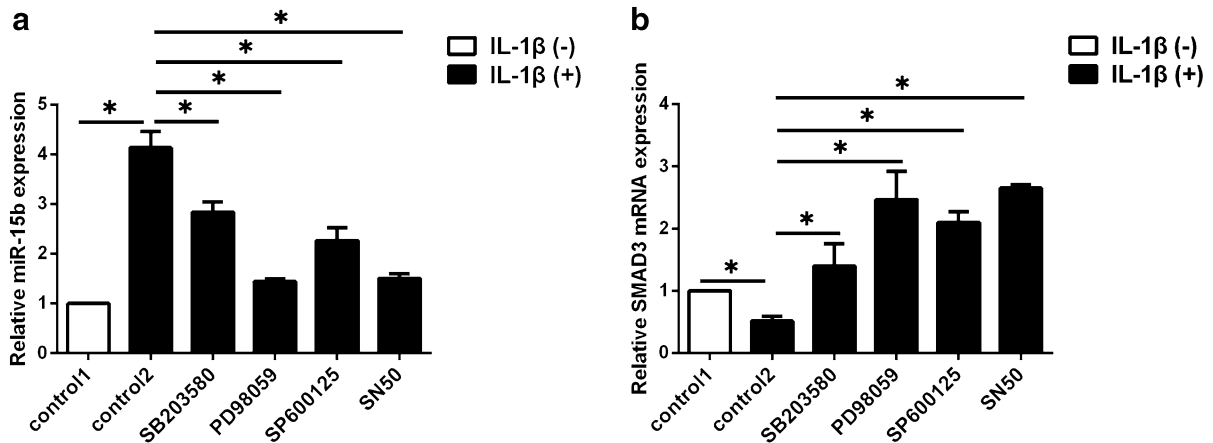 a
*
*
*
*
*
IL-1β (-)
IL-1β (+)
Relative miR-15b expression
5
4
3
2
1
0
control1
control2
SB203580
PD98059
SP600125
SN50
b
*
*
*
*
*
IL-1β (-)
IL-1β (+)
Relative SMAD3 mRNA expression
4
3
2
1
0
control1
control2
SB203580
PD98059
SP600125
SN50